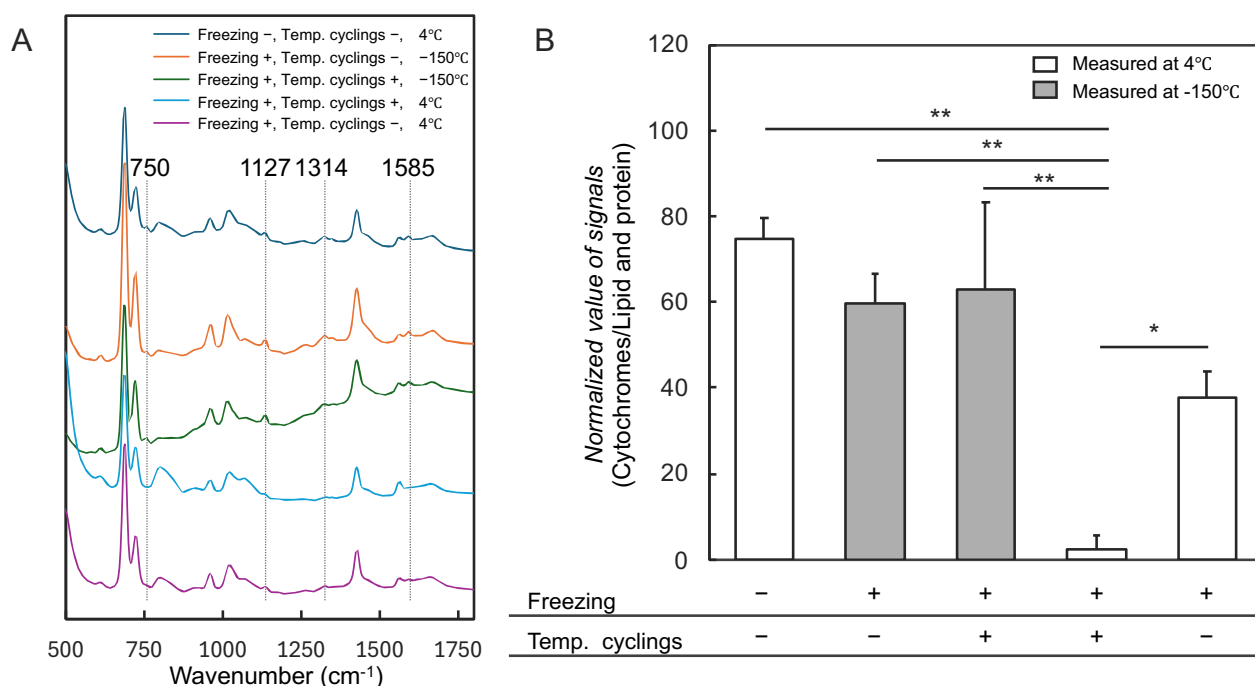 A
Freezing −, Temp. cyclings −, 4℃
Freezing +, Temp. cyclings −, −150℃
Freezing +, Temp. cyclings +, −150℃
Freezing +, Temp. cyclings +, 4℃
Freezing +, Temp. cyclings −, 4℃
750 1127 1314 1585
500 750 1000 1250 1500 1750
Wavenumber (cm-1)
B
Normalized value of signals
(Cytochromes/Lipid and protein)
120
100
80
60
40
20
0
Measured at 4℃
Measured at -150℃
**
**
**
*
Freezing − + + + +
Temp. cyclings − − + + −